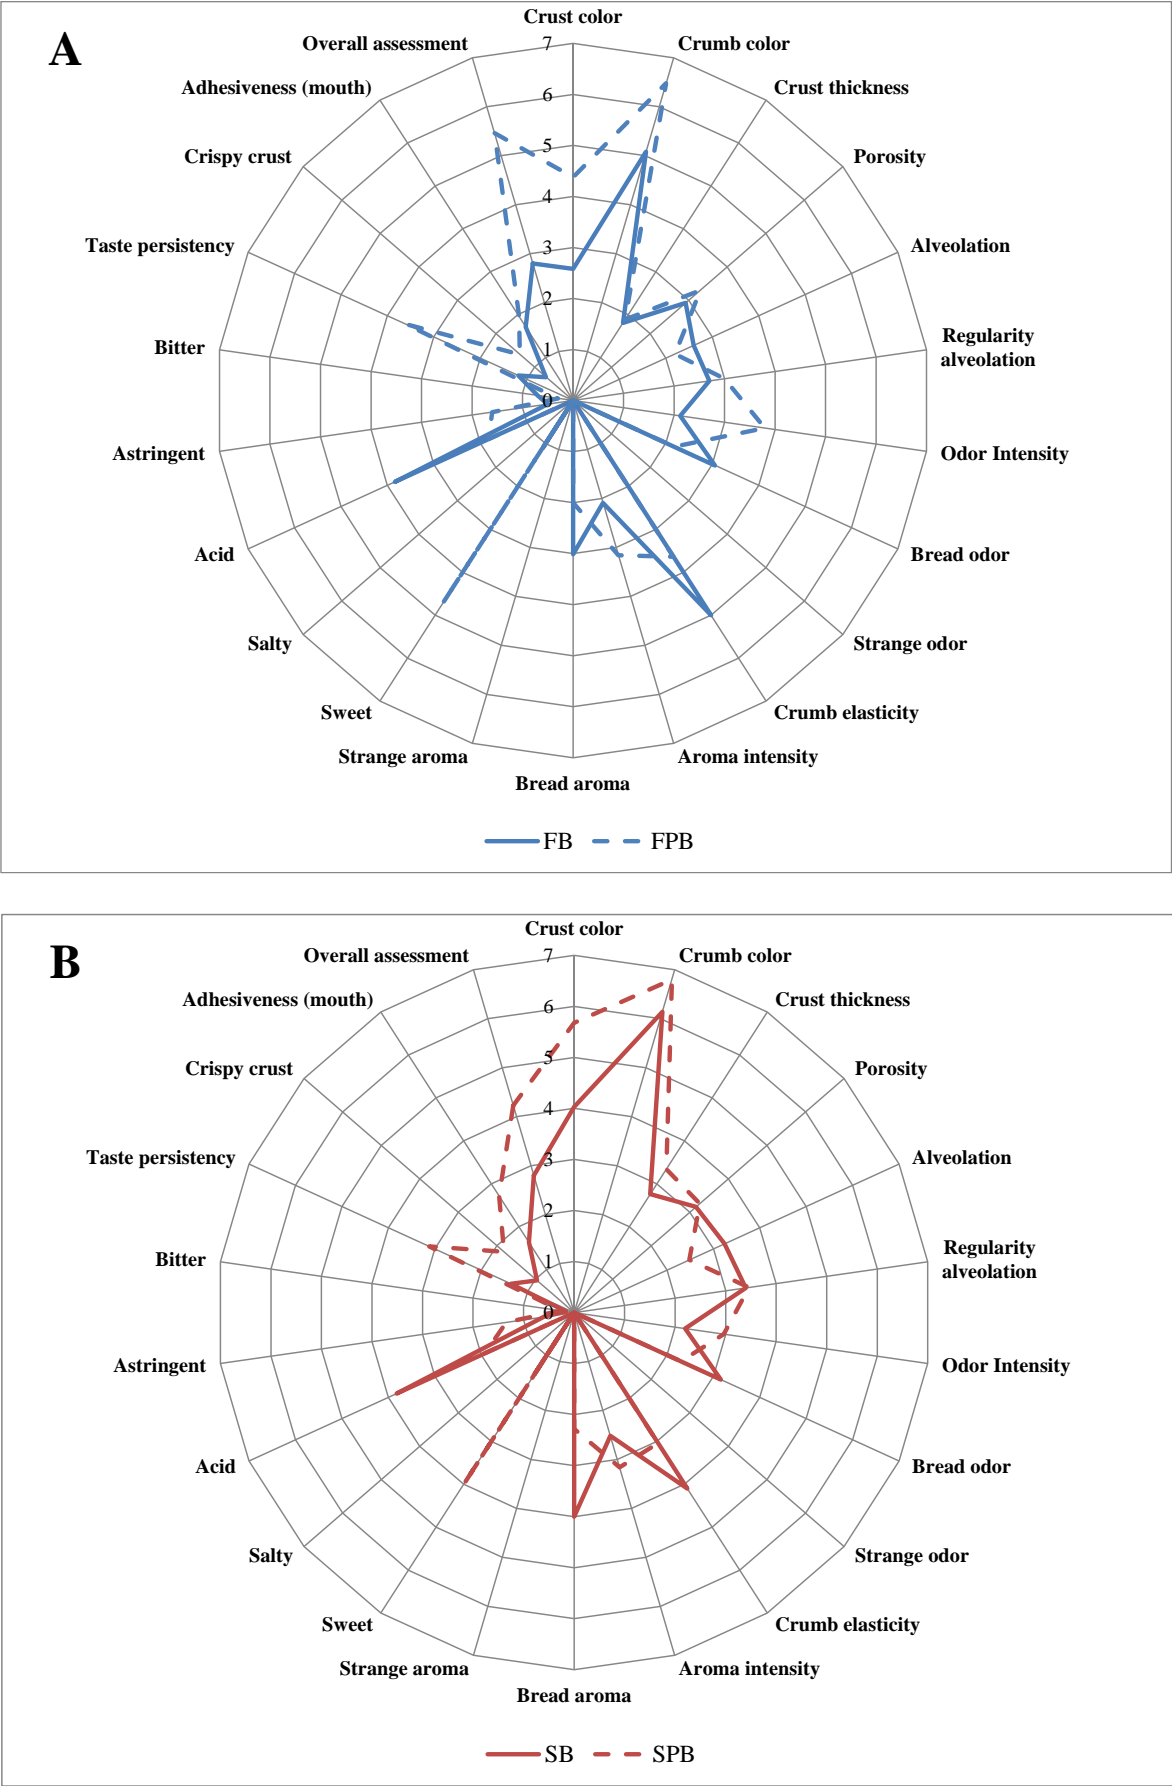 A
Crust color
Overall assessment
Crumb color
Adhesiveness (mouth)
Crust thickness
Crispy crust
Porosity
Taste persistency
Alveolation
Bitter
Regularity
alveolation
Astringent
Odor Intensity
Acid
Bread odor
Salty
Strange odor
Sweet
Crumb elasticity
Strange aroma
Aroma intensity
Bread aroma
7
6
5
4
3
2
1
0
FB
FPB
B
Crust color
Overall assessment
Crumb color
Adhesiveness (mouth)
Crust thickness
Crispy crust
Porosity
Taste persistency
Alveolation
Bitter
Regularity
alveolation
Astringent
Odor Intensity
Acid
Bread odor
Salty
Strange odor
Sweet
Crumb elasticity
Strange aroma
Aroma intensity
Bread aroma
7
6
5
4
3
2
1
0
SB
SPB